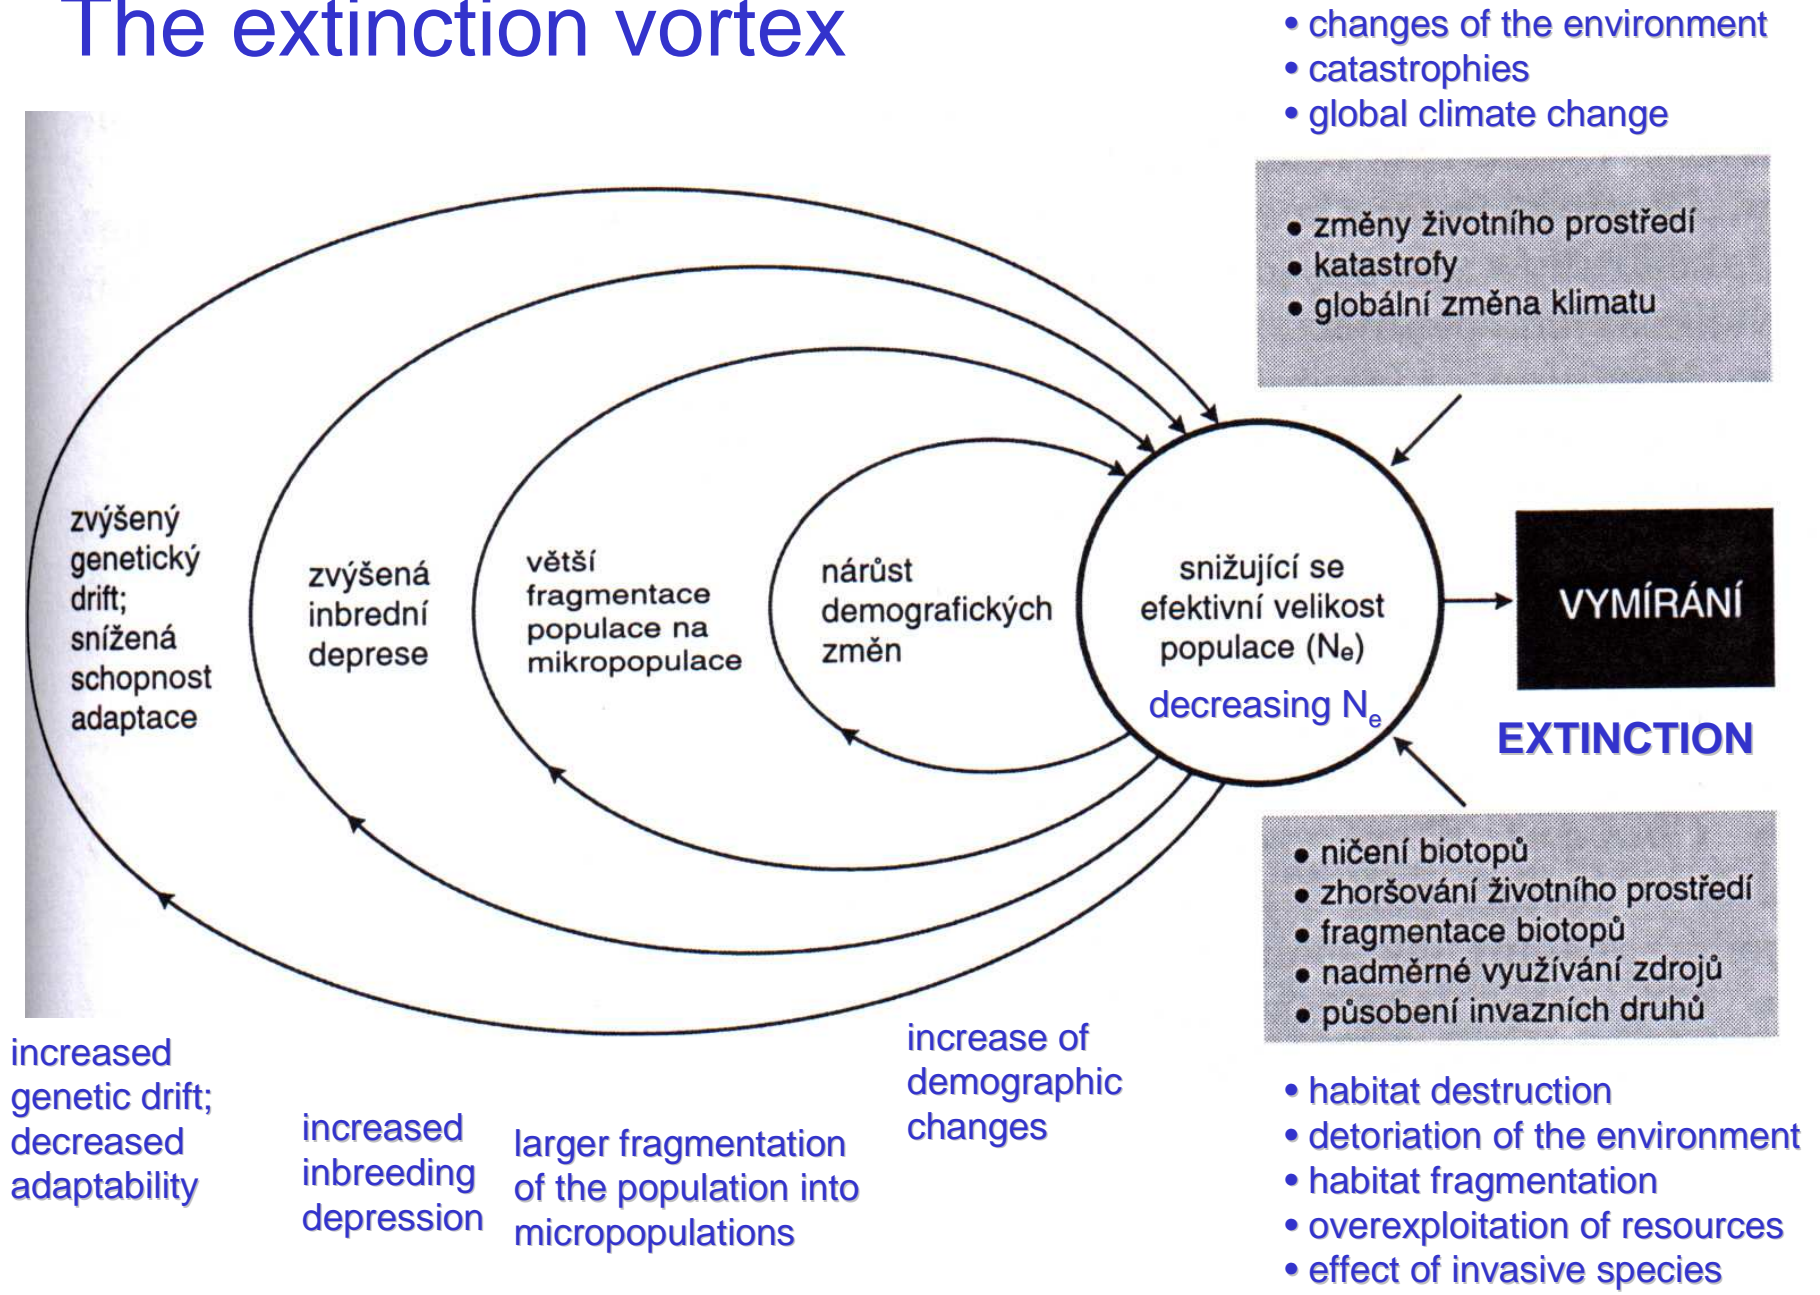 The extinction vortex
• changes of the environment
• catastrophies
• global climate change
• změny životního prostředí
• katastrofy
• globální změna klimatu
zvýšený
genetický
drift;
snížená
schopnost
adaptace
zvýšená
inbrední
deprese
větší
fragmentace
populace na
mikropopulace
nárůst
demografických
změn
snižující se
efektivní velikost
populace (Ne)
decreasing Ne
VYMÍRÁNÍ
EXTINCTION
• ničení biotopů
• zhoršování životního prostředí
• fragmentace biotopů
• nadměrné využívání zdrojů
• působení invazních druhů
increased
genetic drift;
decreased
adaptability
increased
inbreeding
depression
larger fragmentation
of the population into
micropopulations
increase of
demographic
changes
• habitat destruction
• detoriation of the environment
• habitat fragmentation
• overexploitation of resources
• effect of invasive species